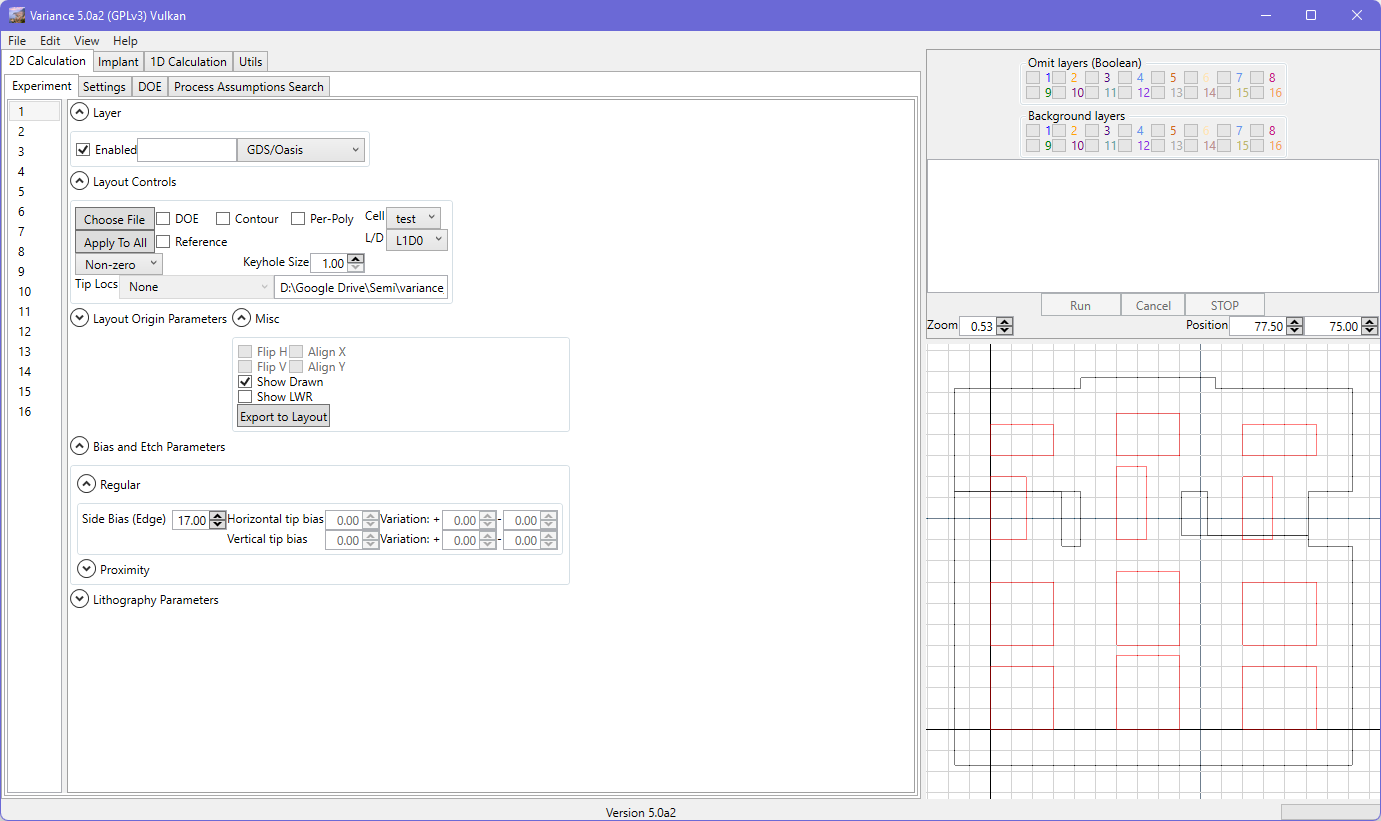 Variance 5.0a2 (GPLv3) Vulkan
File Edit View Help
2D Calculation Implant 1D Calculation Utils
Experiment Settings DOE Process Assumptions Search
1
2
3
4
5
6
7
8
9
10
11
12
13
14
15
16
Layer
Enabled GDS/Oasis
Layout Controls
Choose File DOE Contour Per-Poly Cell test
Apply To All Reference L/D L1D0
Non-zero Keyhole Size 1.00
Tip Locs None D:\Google Drive\Semi\variance
Layout Origin Parameters Misc
Flip H Align X
Flip V Align Y
Show Drawn
Show LWR
Export to Layout
Bias and Etch Parameters
Regular
Side Bias (Edge) 17.00 Horizontal tip bias 0.00 Variation: + 0.00 - 0.00
Vertical tip bias 0.00 Variation: + 0.00 - 0.00
Proximity
Lithography Parameters
Omit layers (Boolean)
1 2 3 4 5 6 7 8
9 10 11 12 13 14 15 16
Background layers
1 2 3 4 5 6 7 8
9 10 11 12 13 14 15 16
Run Cancel STOP
Zoom 0.53 Position 77.50 75.00
Version 5.0a2